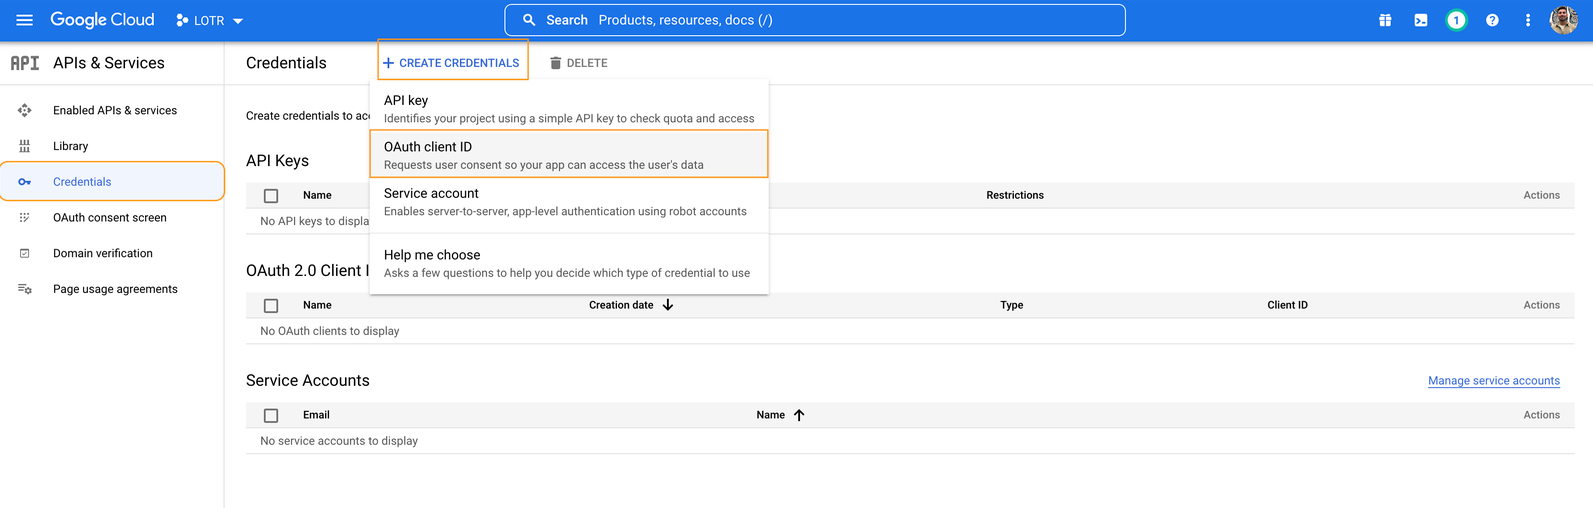 Google Cloud
LOTR
Search Products, resources, docs (/)
1
API APIs & Services
Credentials
CREATE CREDENTIALS
DELETE
Enabled APIs & services
Library
Credentials
OAuth consent screen
Domain verification
Page usage agreements
API key
Identifies your project using a simple API key to check quota and access
OAuth client ID
Requests user consent so your app can access the user's data
Service account
Enables server-to-server, app-level authentication using robot accounts
Help me choose
Asks a few questions to help you decide which type of credential to use
Create credentials to acc
API Keys
Name Restrictions Actions
No API keys to displa
OAuth 2.0 Client I
Name Creation date Type Client ID Actions
No OAuth clients to display
Service Accounts
Manage service accounts
Email Name Actions
No service accounts to display